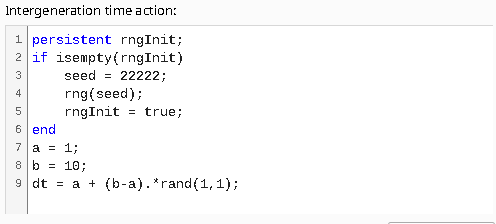 Intergeneration time action:
1 persistent rngInit;
2 if isempty(rngInit)
3     seed = 22222;
4     rng(seed);
5     rngInit = true;
6 end
7 a = 1;
8 b = 10;
9 dt = a + (b-a).*rand(1,1);